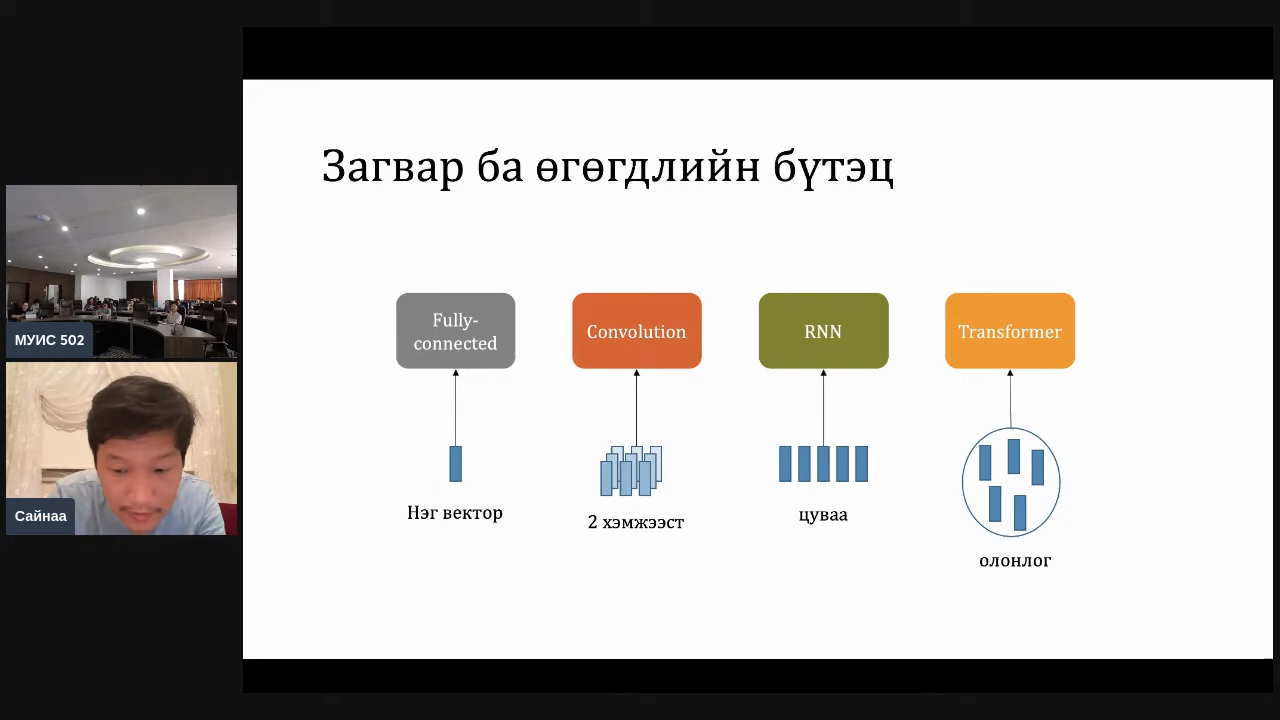 Загвар ба өгөгдлийн бүтэц
Fully-
connected
Convolution
RNN
Transformer
Нэг вектор
2 хэмжээст
цуваа
олонлог
МУИС 502
Сайнаа